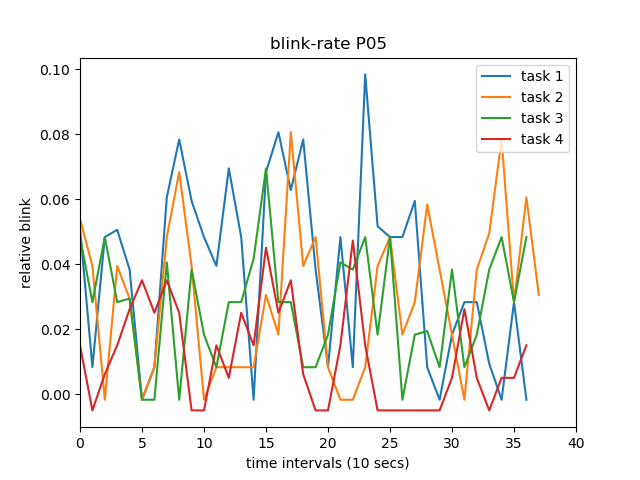 blink-rate P05
task 1
task 2
task 3
task 4
relative blink
0.10
0.08
0.06
0.04
0.02
0.00
0 5 10 15 20 25 30 35 40
time intervals (10 secs)